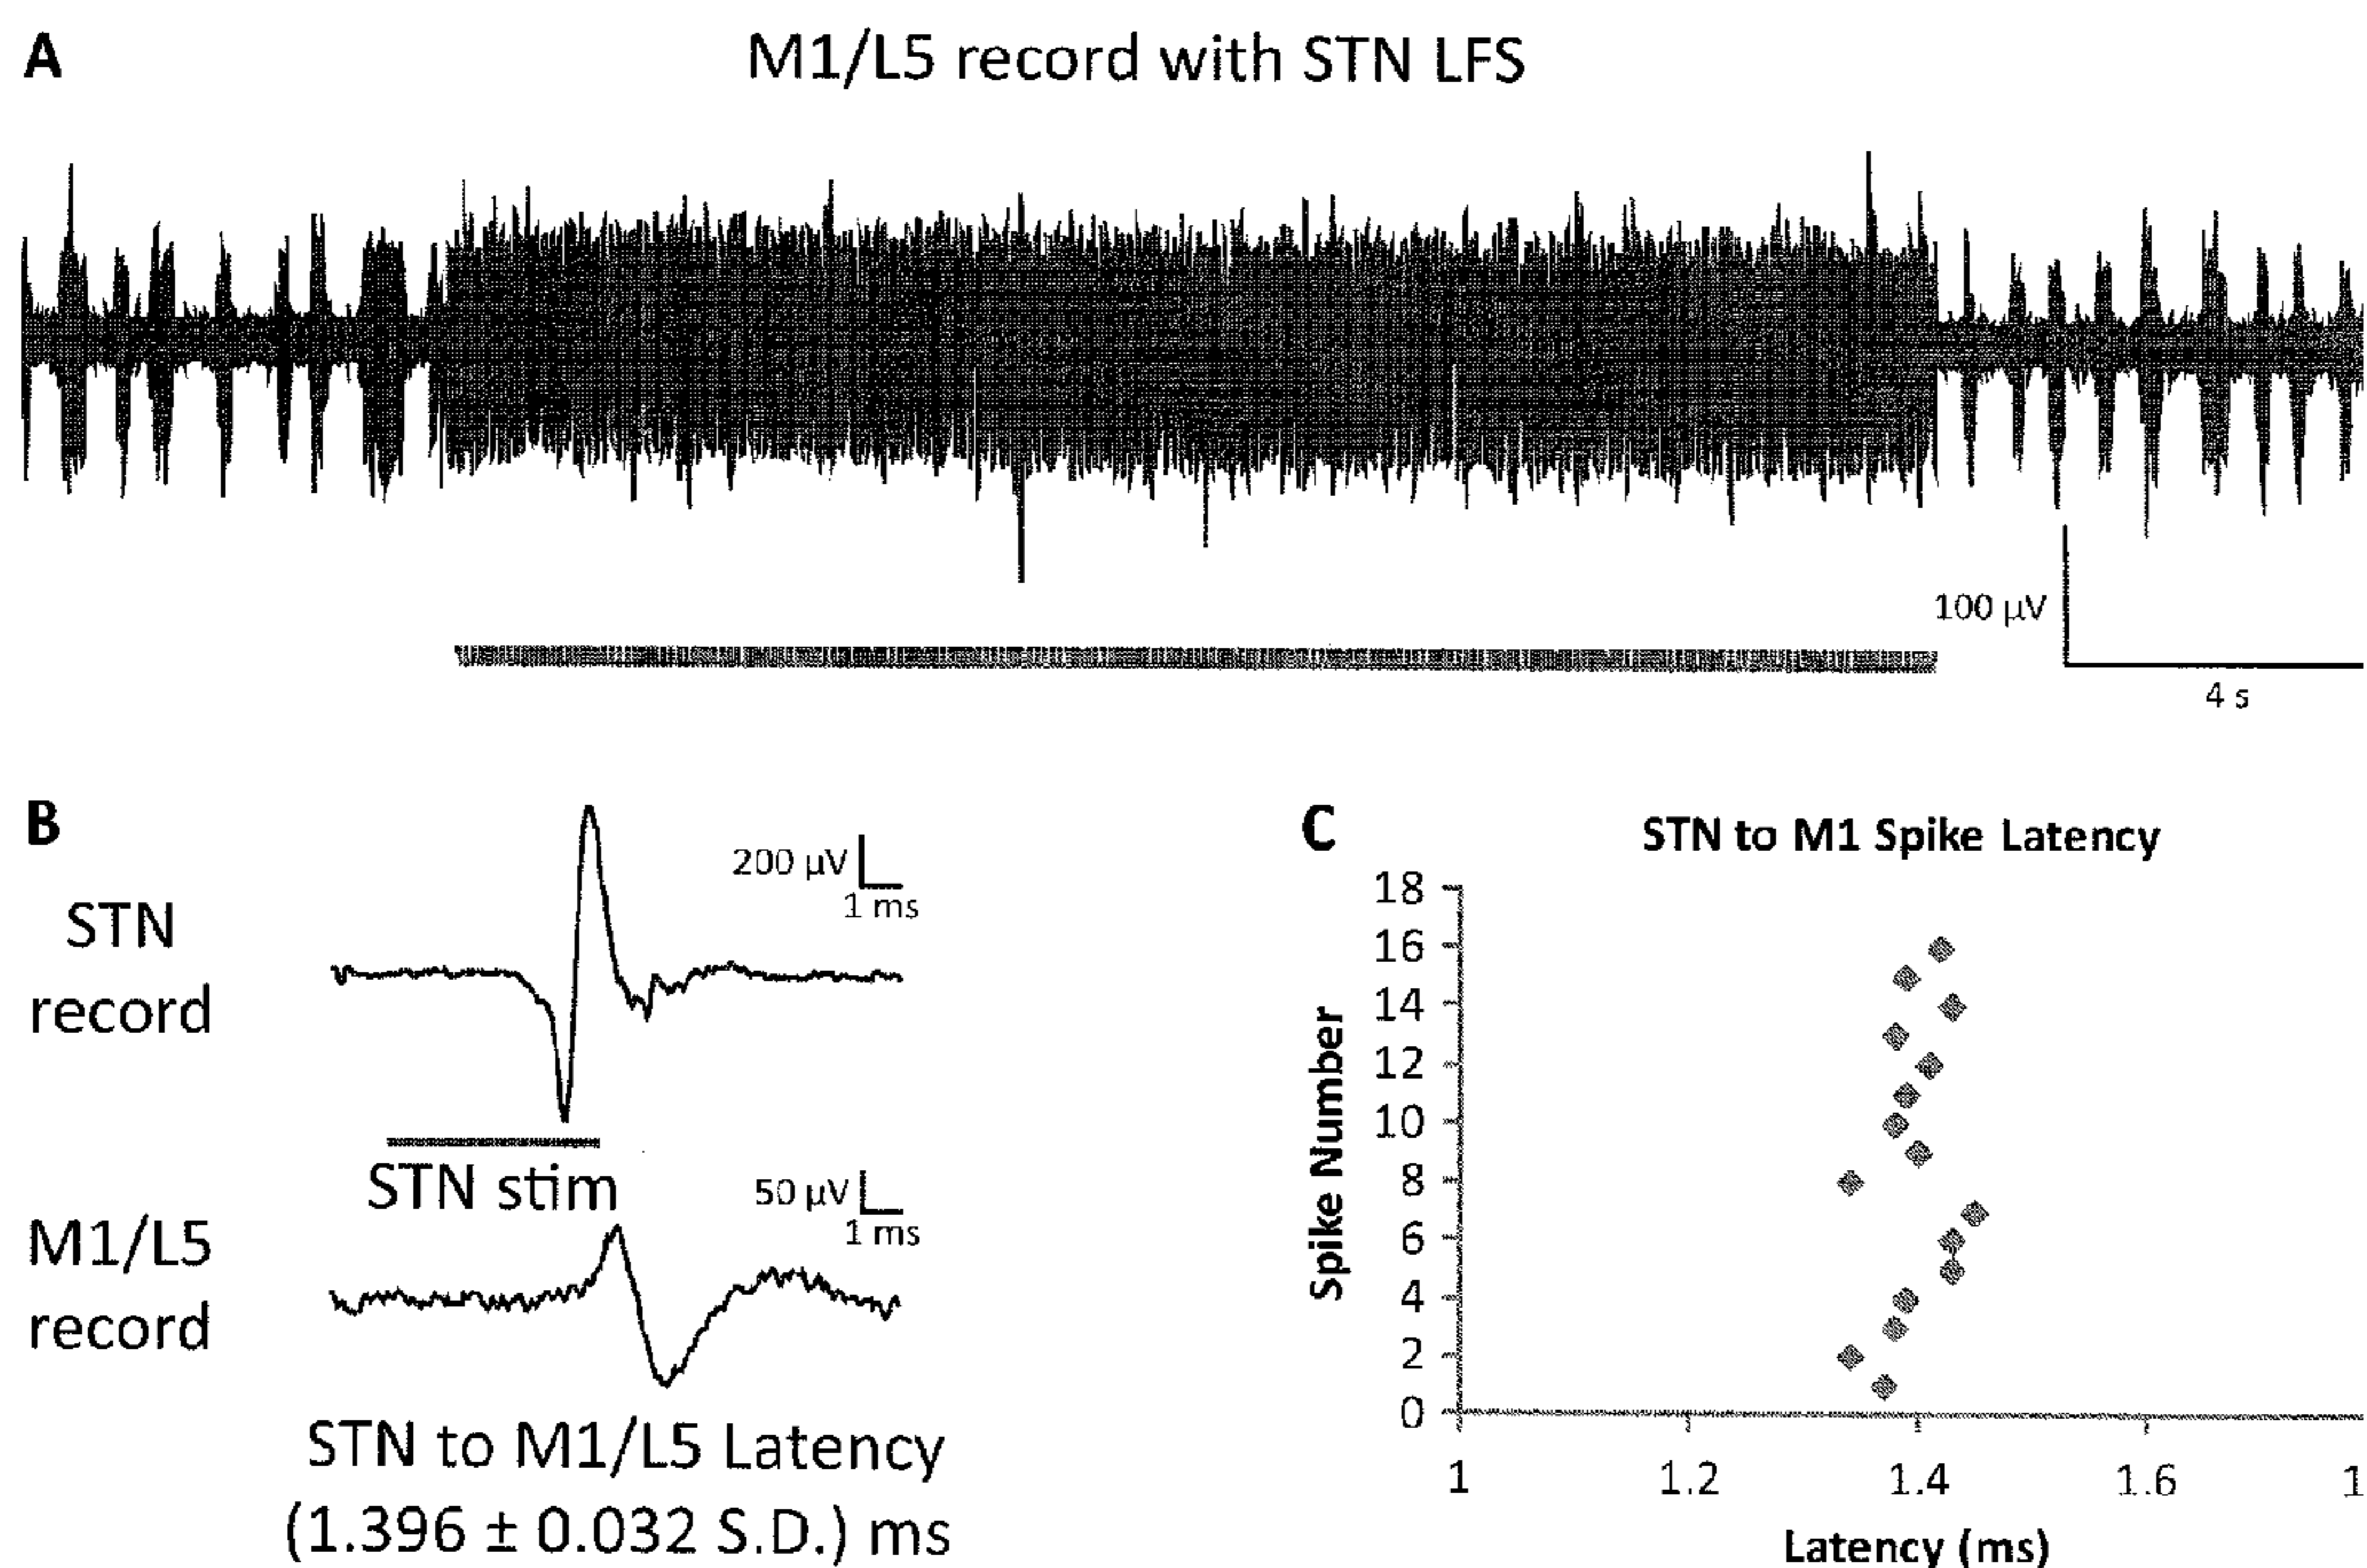 A
M1/L5 record with STN LFS
100 µV
4 s
B
STN
record
200 µV
1 ms
STN stim
M1/L5
record
50 µV
1 ms
STN to M1/L5 Latency
(1.396 ± 0.032 S.D.) ms
C
STN to M1 Spike Latency
Spike Number
18
16
14
12
10
8
6
4
2
0
1 1.2 1.4 1.6 1
Latency (ms)